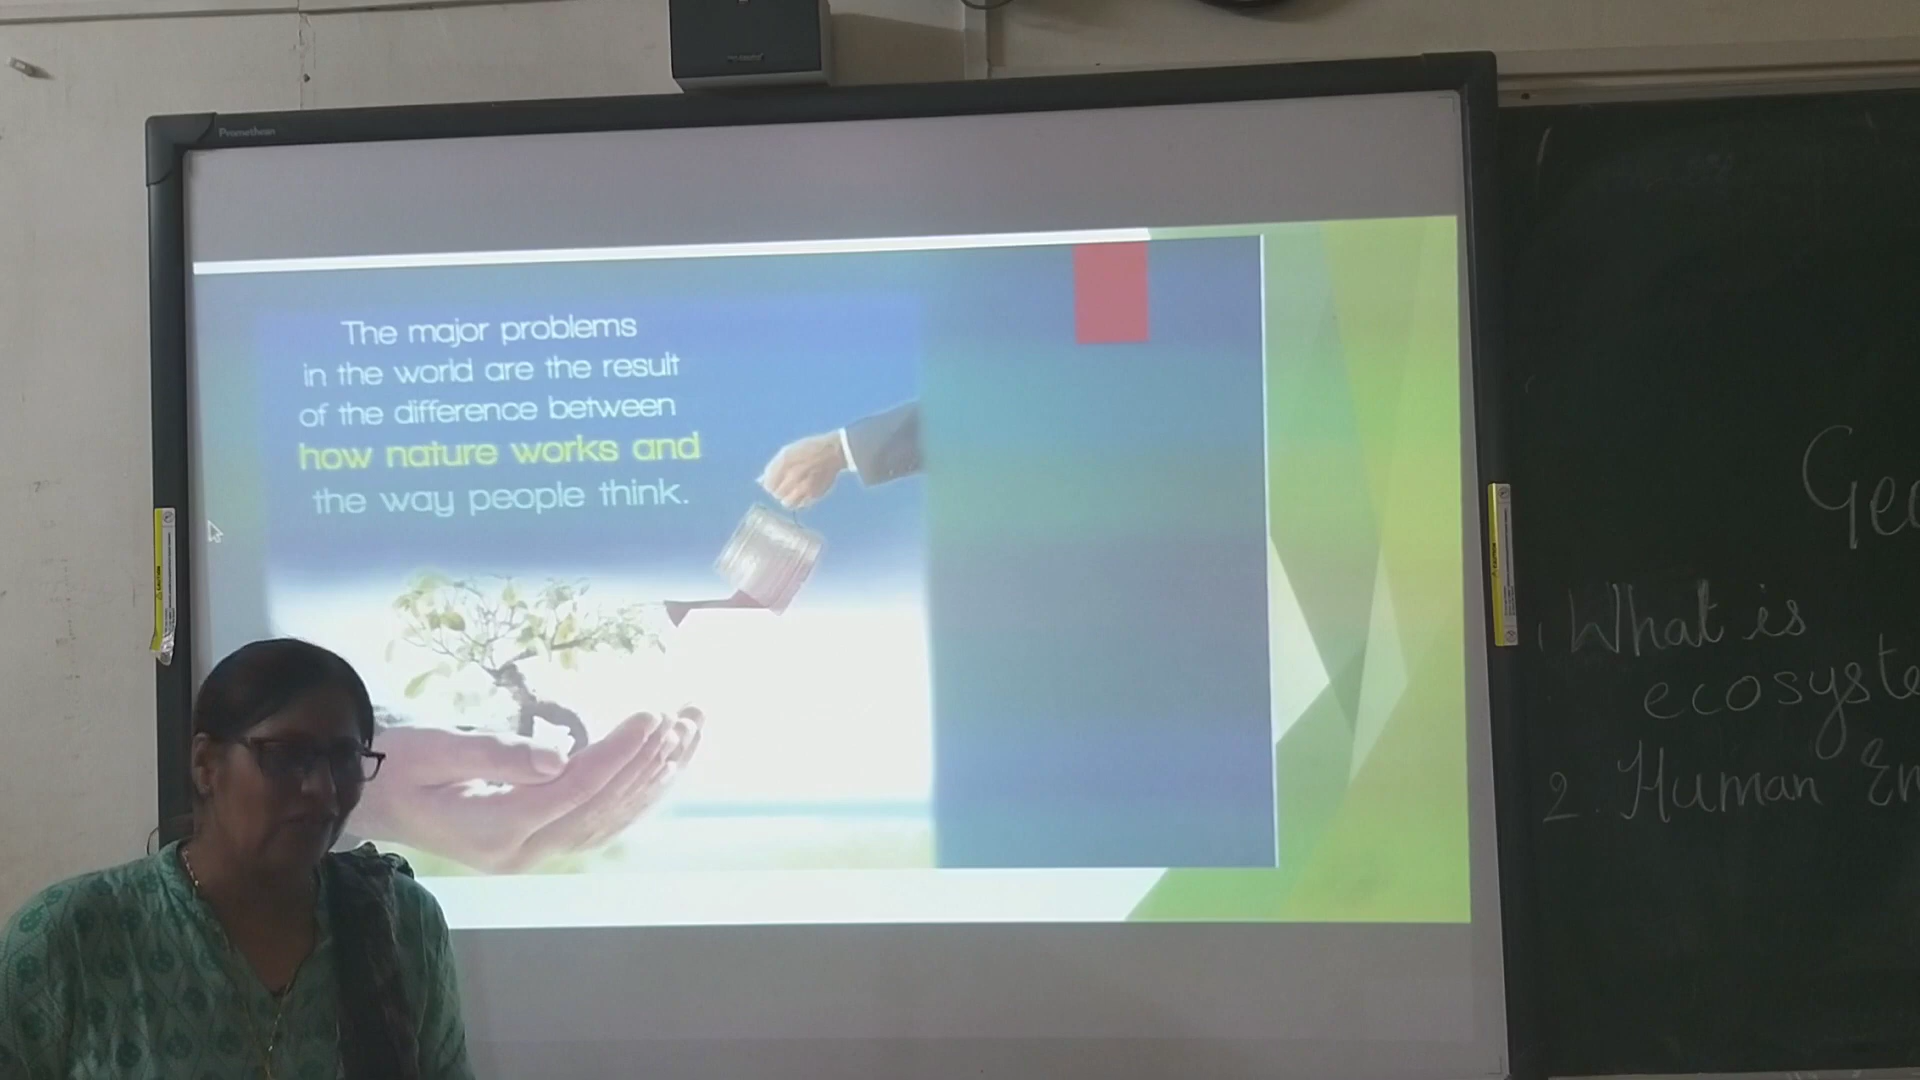 Promethean
The major problems
in the world are the result
of the difference between
how nature works and
the way people think.
Geo
1 What is
ecosyste
2. Human En